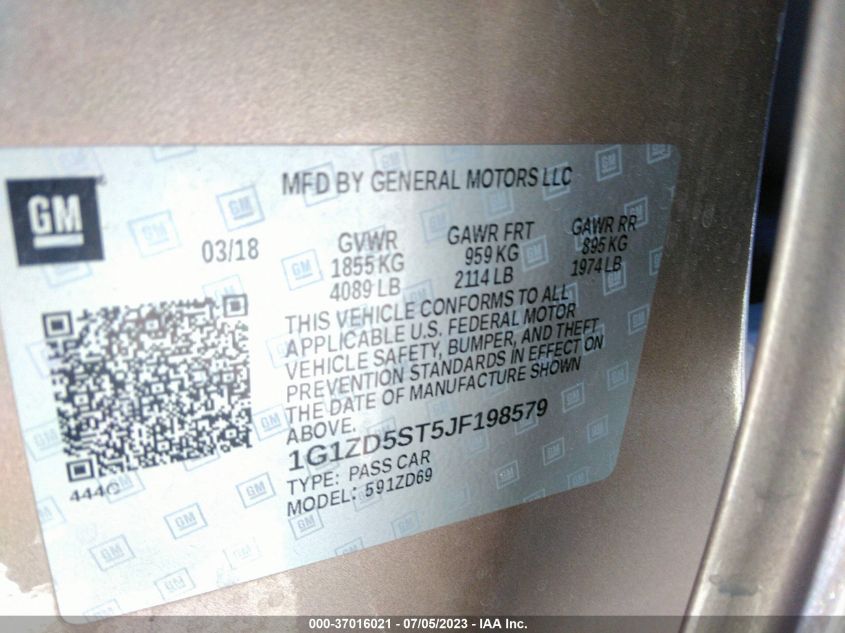 GM
MFD BY GENERAL MOTORS LLC
03/18
GVWR
1855 KG
4089 LB
GAWR FRT
959 KG
2114 LB
GAWR RR
895 KG
1974 LB
THIS VEHICLE CONFORMS TO ALL
APPLICABLE U.S. FEDERAL MOTOR
VEHICLE SAFETY, BUMPER, AND THEFT
PREVENTION STANDARDS IN EFFECT ON
THE DATE OF MANUFACTURE SHOWN
ABOVE.
1G1ZD5ST5JF198579
TYPE: PASS CAR
MODEL: 591ZD69
000-37016021 - 07/05/2023 - IAA Inc.